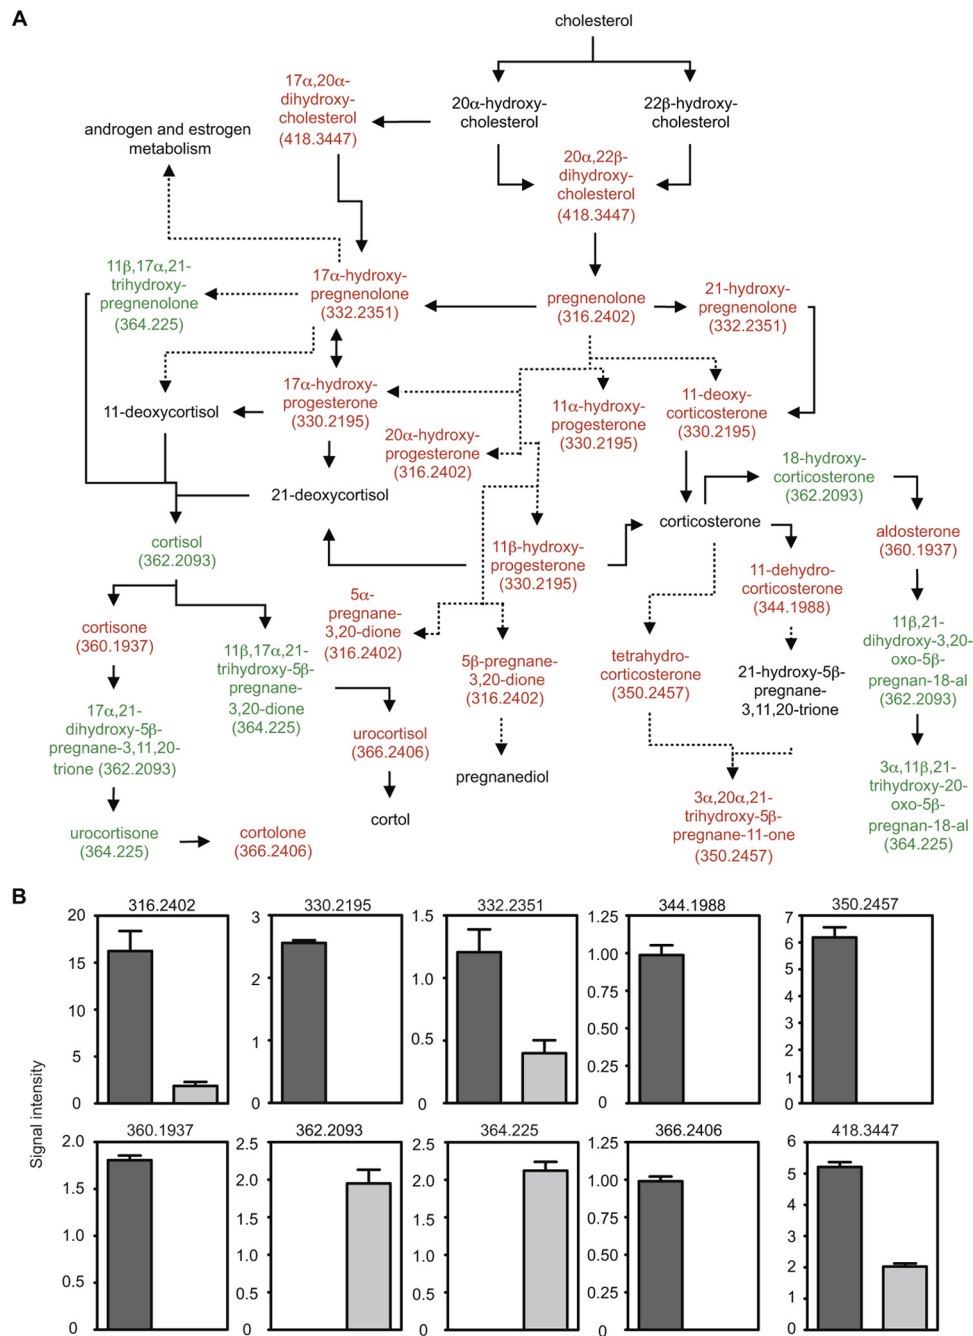 A
cholesterol
17α,20α-
dihydroxy-
cholesterol
(418.3447)
20α-hydroxy-
cholesterol
22β-hydroxy-
cholesterol
androgen and estrogen
metabolism
20α,22β-
dihydroxy-
cholesterol
(418.3447)
11β,17α,21-
trihydroxy-
pregnenolone
(364.225)
17α-hydroxy-
pregnenolone
(332.2351)
pregnenolone
(316.2402)
21-hydroxy-
pregnenolone
(332.2351)
11-deoxycortisol
17α-hydroxy-
progesterone
(330.2195)
20α-hydroxy-
progesterone
(316.2402)
11α-hydroxy-
progesterone
(330.2195)
11-deoxy-
corticosterone
(330.2195)
18-hydroxy-
corticosterone
(362.2093)
21-deoxycortisol
corticosterone
aldosterone
(360.1937)
cortisol
(362.2093)
11β-hydroxy-
progesterone
(330.2195)
11-dehydro-
corticosterone
(344.1988)
cortisone
(360.1937)
11β,17α,21-
trihydroxy-5β-
pregnane-
3,20-dione
(364.225)
5α-
pregnane-
3,20-dione
(316.2402)
5β-pregnane-
3,20-dione
(316.2402)
tetrahydro-
corticosterone
(350.2457)
21-hydroxy-5β-
pregnane-
3,11,20-trione
11β,21-
dihydroxy-3,20-
oxo-5β-
pregnan-18-al
(362.2093)
17α,21-
dihydroxy-5β-
pregnane-3,11,20-
trione (362.2093)
urocortisol
(366.2406)
pregnanediol
cortol
3α,20α,21-
trihydroxy-5β-
pregnane-11-one
(350.2457)
3α,11β,21-
trihydroxy-20-
oxo-5β-
pregnan-18-al
(364.225)
urocortisone
(364.225)
cortolone
(366.2406)
B
Signal intensity
316.2402
20
15
10
5
0
330.2195
3
2
1
0
332.2351
1.5
1.0
0.5
0
344.1988
1.25
1.00
0.75
0.50
0.25
0
350.2457
7
6
5
4
3
2
1
0
360.1937
2.0
1.5
1.0
0.5
0
362.2093
2.5
2.0
1.5
1.0
0.5
0
364.225
2.5
2.0
1.5
1.0
0.5
0
366.2406
1.25
1.00
0.75
0.50
0.25
0
418.3447
6
5
4
3
2
1
0